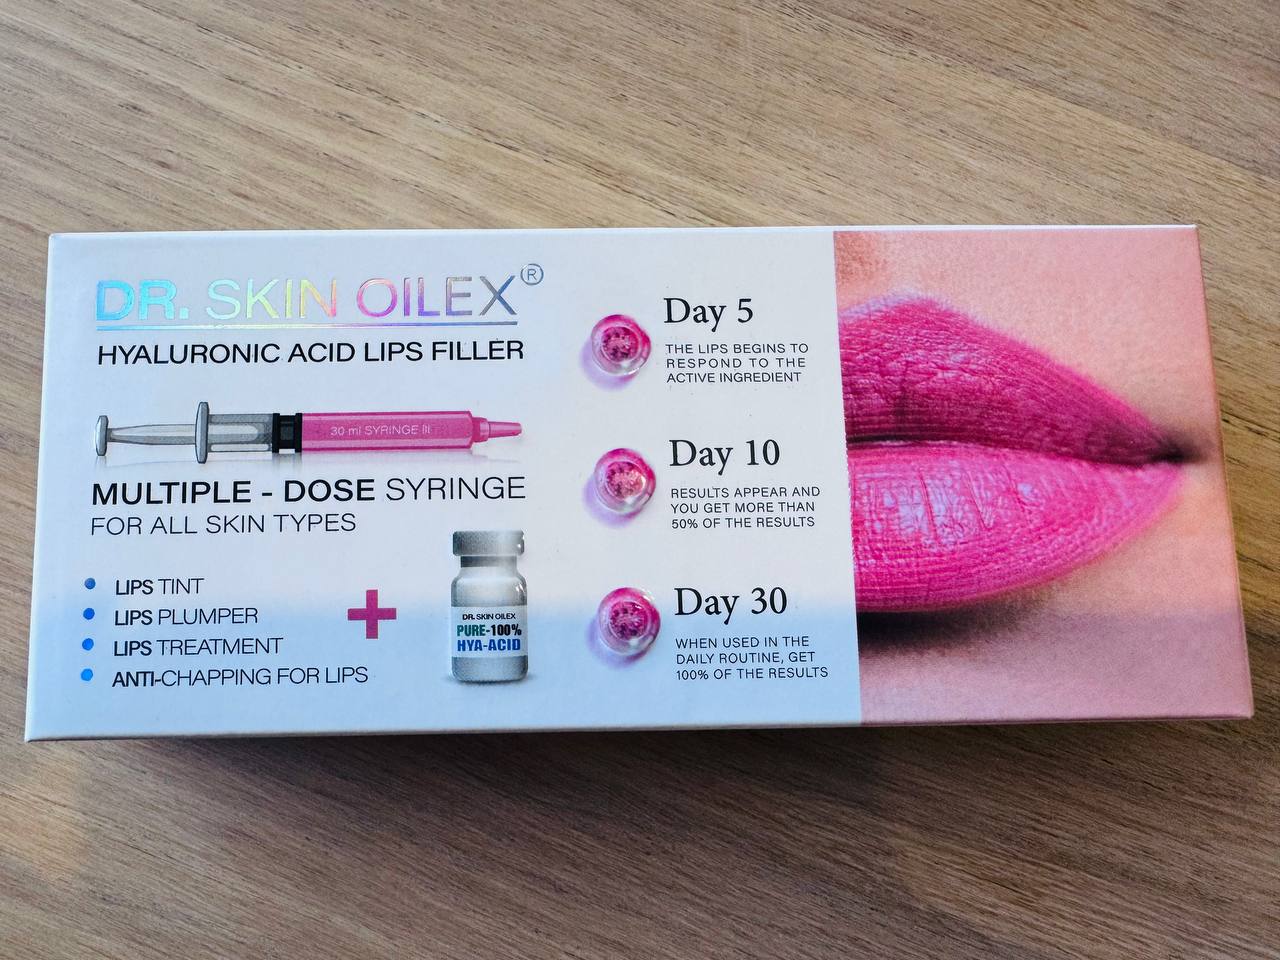 DR. SKIN OILEX®
HYALURONIC ACID LIPS FILLER
30 ml SYRINGE
MULTIPLE - DOSE SYRINGE
FOR ALL SKIN TYPES
LIPS TINT
LIPS PLUMPER
LIPS TREATMENT
ANTI-CHAPPING FOR LIPS
+
DR. SKIN OILEX
PURE-100%
HYA-ACID
Day 5
THE LIPS BEGINS TO
RESPOND TO THE
ACTIVE INGREDIENT
Day 10
RESULTS APPEAR AND
YOU GET MORE THAN
50% OF THE RESULTS
Day 30
WHEN USED IN THE
DAILY ROUTINE, GET
100% OF THE RESULTS